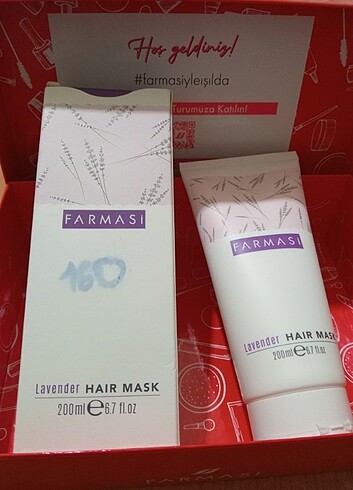 Hoş geldiniz!
#farmasiyleışılda
Turumuza Katılın!
FARMASİ
160
Lavender HAIR MASK
200ml e 6.7 fl.oz
FARMASİ
Lavender HAIR MASK
200ml e 6.7 fl.oz
FARMASİ